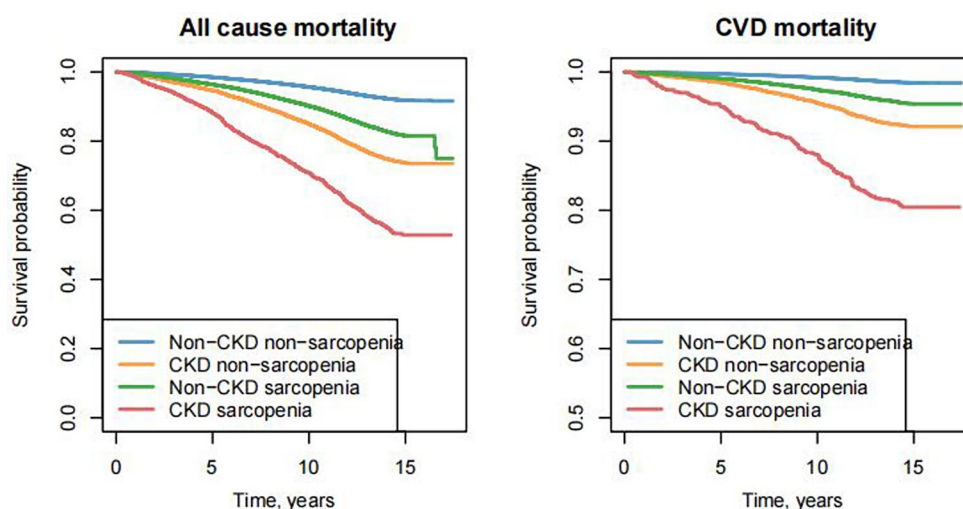 All cause mortality
Survival probability
1.0
0.8
0.6
0.4
0.2
0.0
Non−CKD non−sarcopenia
CKD non−sarcopenia
Non−CKD sarcopenia
CKD sarcopenia
0 5 10 15
Time, years
CVD mortality
Survival probability
1.0
0.9
0.8
0.7
0.6
0.5
Non−CKD non−sarcopenia
CKD non−sarcopenia
Non−CKD sarcopenia
CKD sarcopenia
0 5 10 15
Time, years